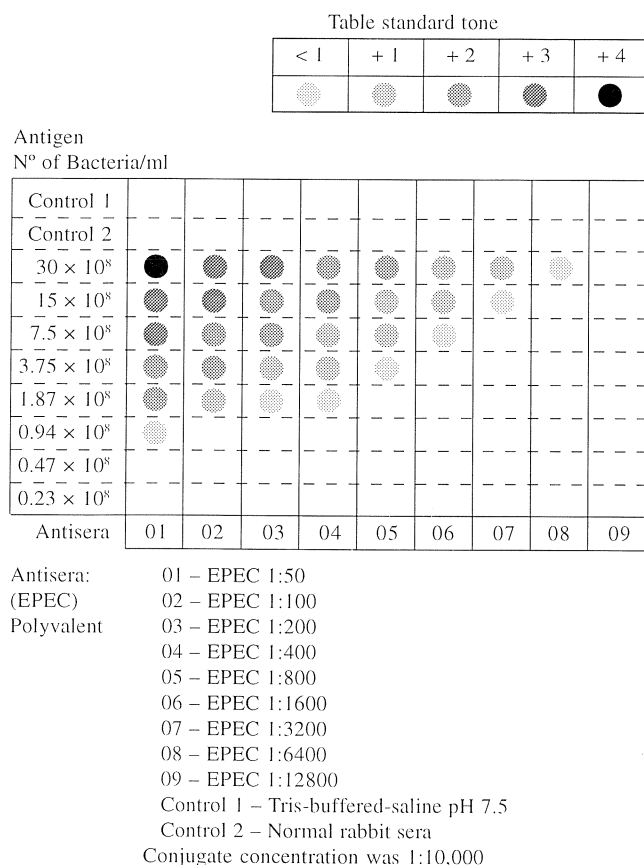 Table standard tone
< 1 + 1 + 2 + 3 + 4
Antigen
Nº of Bacteria/ml
Control 1
Control 2
30 × 10⁸
15 × 10⁸
7.5 × 10⁸
3.75 × 10⁸
1.87 × 10⁸
0.94 × 10⁸
0.47 × 10⁸
0.23 × 10⁸
Antisera 01 02 03 04 05 06 07 08 09
Antisera: 01 – EPEC 1:50
(EPEC) 02 – EPEC 1:100
Polyvalent 03 – EPEC 1:200
04 – EPEC 1:400
05 – EPEC 1:800
06 – EPEC 1:1600
07 – EPEC 1:3200
08 – EPEC 1:6400
09 – EPEC 1:12800
Control 1 – Tris-buffered-saline pH 7.5
Control 2 – Normal rabbit sera
Conjugate concentration was 1:10,000